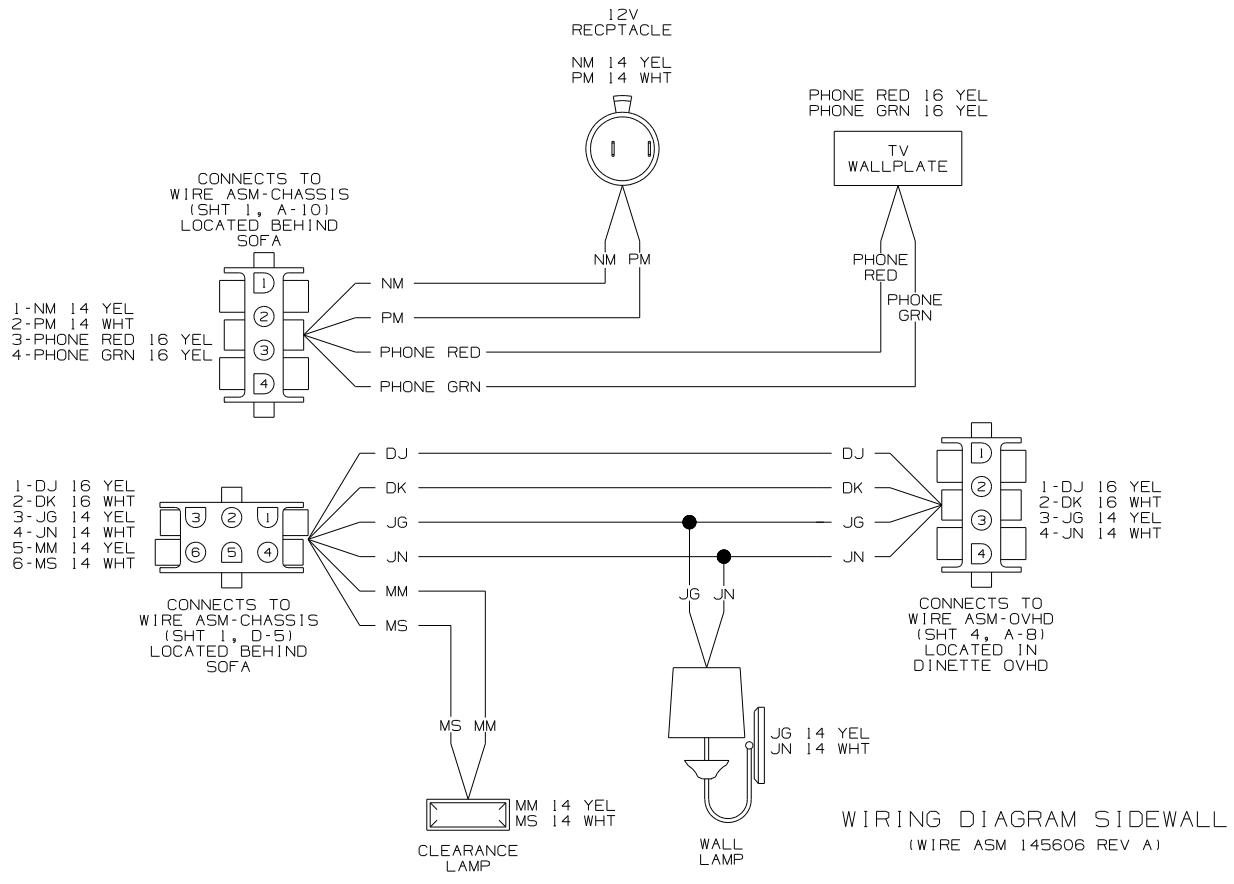 12V
RECPTACLE
NM 14 YEL
PM 14 WHT
PHONE RED 16 YEL
PHONE GRN 16 YEL
TV
WALLPLATE
CONNECTS TO
WIRE ASM-CHASSIS
(SHT 1, A-10)
LOCATED BEHIND
SOFA
1-NM 14 YEL
2-PM 14 WHT
3-PHONE RED 16 YEL
4-PHONE GRN 16 YEL
1
2
3
4
NM
PM
PHONE RED
PHONE GRN
NM PM
PHONE
RED
PHONE
GRN
1-DJ 16 YEL
2-DK 16 WHT
3-JG 14 YEL
4-JN 14 WHT
5-MM 14 YEL
6-MS 14 WHT
3 2 1
6 5 4
CONNECTS TO
WIRE ASM-CHASSIS
(SHT 1, D-5)
LOCATED BEHIND
SOFA
DJ
DK
JG
JN
MM
MS
DJ
DK
JG
JN
1
2
3
4
1-DJ 16 YEL
2-DK 16 WHT
3-JG 14 YEL
4-JN 14 WHT
CONNECTS TO
WIRE ASM-OVHD
(SHT 4, A-8)
LOCATED IN
DINETTE OVHD
JG JN
MS MM
JG 14 YEL
JN 14 WHT
MM 14 YEL
MS 14 WHT
CLEARANCE
LAMP
WALL
LAMP
WIRING DIAGRAM SIDEWALL
(WIRE ASM 145606 REV A)